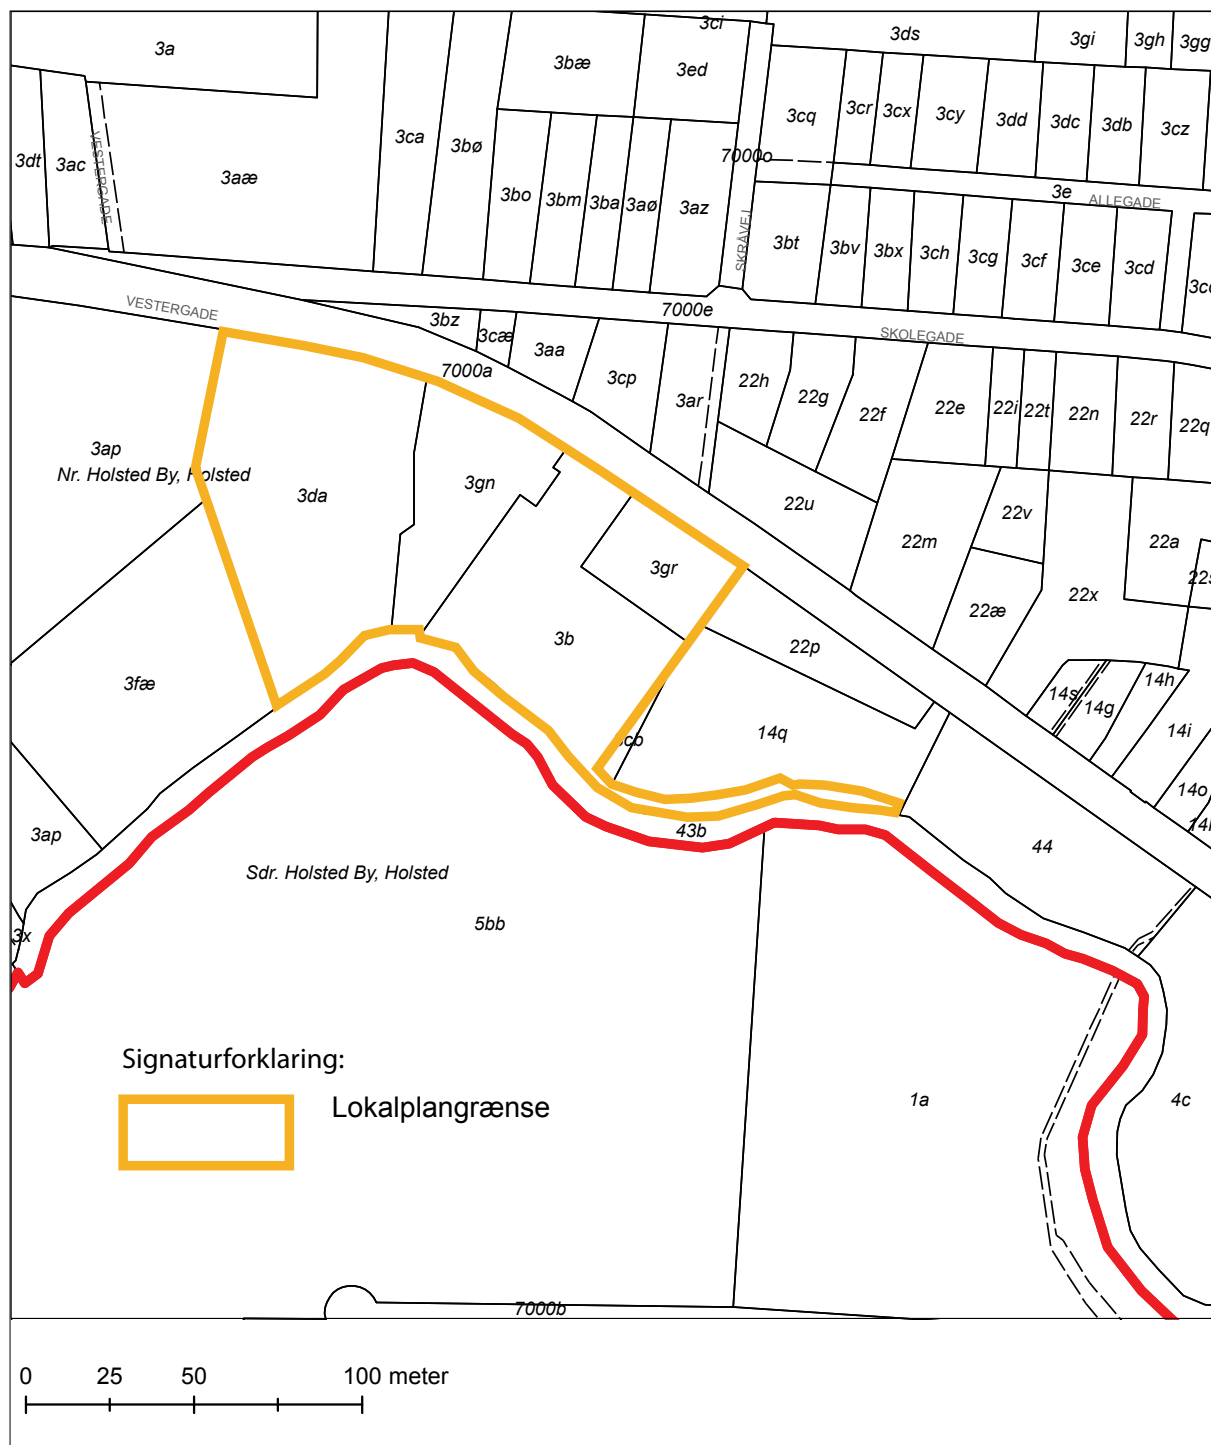 3a
3ci
3ds
3gi
3gh
3gg
3bæ
3ed
3cq
3cr
3cx
3cy
3dd
3dc
3db
3cz
3dt
3ac
VESTERGADE
3aæ
3ca
3bø
7000o
3bo
3bm
3ba
3aø
3az
3e
ALLEGADE
SKRÅVEJ
3bt
3bv
3bx
3ch
3cg
3cf
3ce
3cd
VESTERGADE
3bz
3cæ
7000e
SKOLEGADE
3aa
7000a
3cp
3ar
22h
22g
22f
22e
22i
22t
22n
22r
22q
3ap
Nr. Holsted By, Holsted
3da
3gn
22u
22v
22m
22a
3gr
22æ
22x
3b
22p
3fæ
14s
14g
14h
14q
14i
14o
3ap
43b
44
Sdr. Holsted By, Holsted
5bb
3x
Signaturforklaring:
Lokalplangrænse
1a
4c
7000b
0 25 50 100 meter